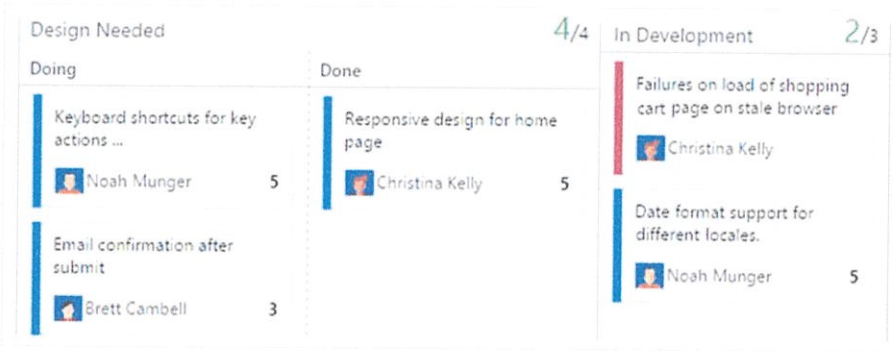 Design Needed 4/4
In Development 2/3
Doing
Done
Keyboard shortcuts for key
actions ...
Noah Munger 5
Email confirmation after
submit
Brett Cambell 3
Responsive design for home
page
Christina Kelly 5
Failures on load of shopping
cart page on stale browser
Christina Kelly
Date format support for
different locales.
Noah Munger 5